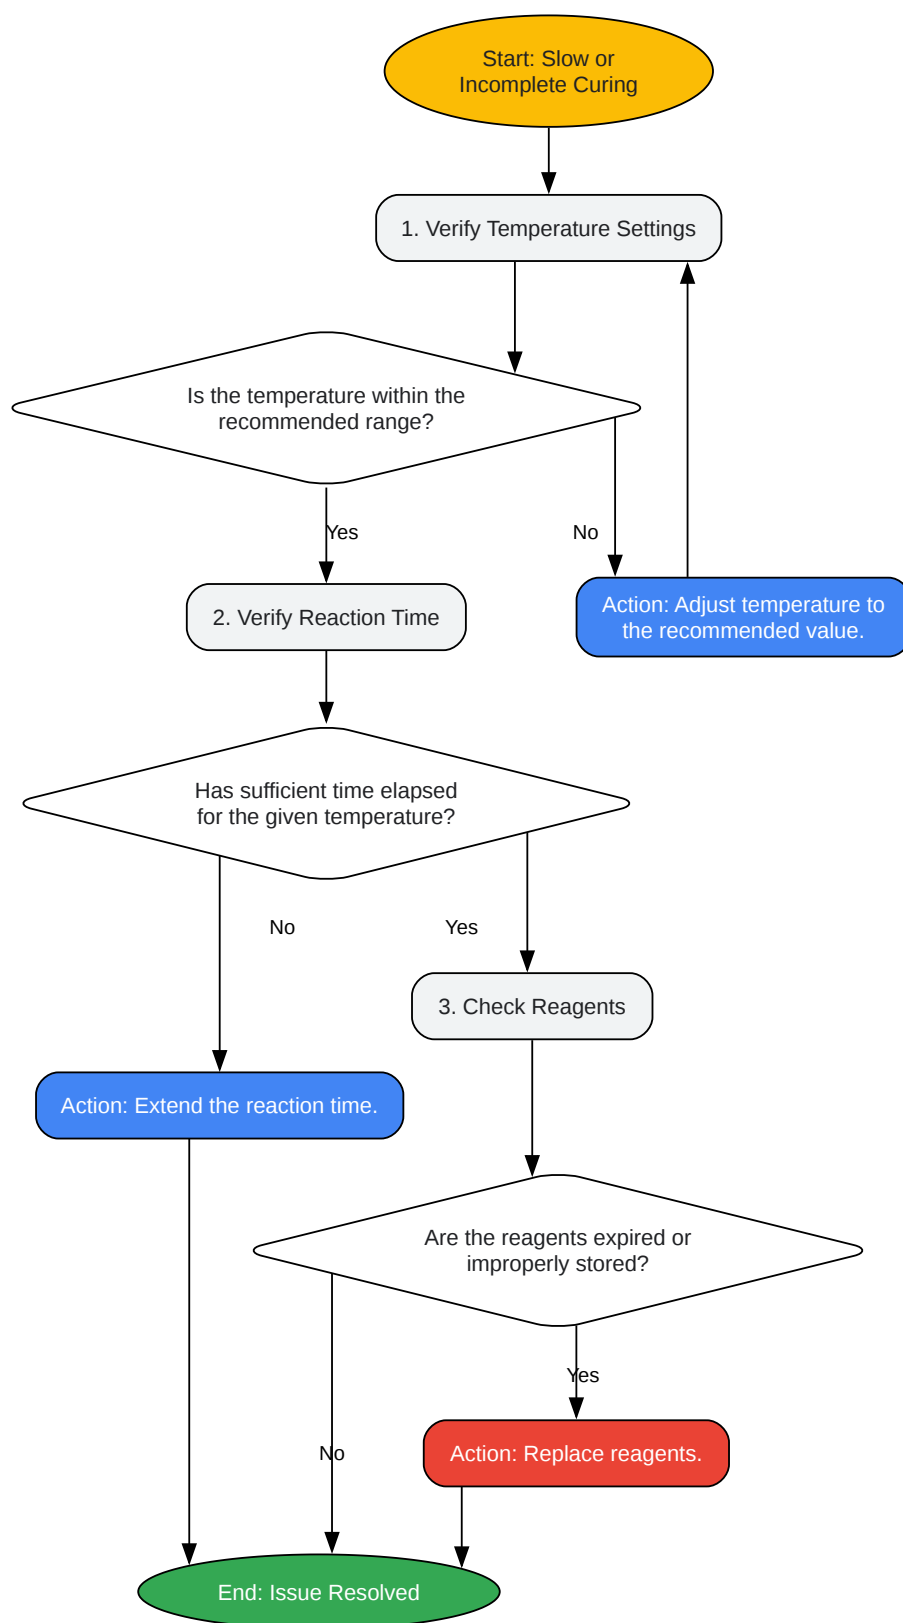 Start: Slow or
Incomplete Curing
1. Verify Temperature Settings
Is the temperature within the
recommended range?
Yes
No
2. Verify Reaction Time
Action: Adjust temperature to
the recommended value.
Has sufficient time elapsed
for the given temperature?
No
Yes
3. Check Reagents
Action: Extend the reaction time.
Are the reagents expired or
improperly stored?
Yes
No
Action: Replace reagents.
End: Issue Resolved